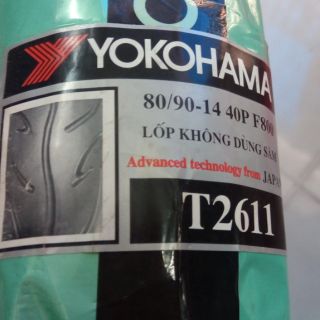 YOKOHAMA
80/90-14 40P F800
LỐP KHÔNG DÙNG SĂM
Advanced technology from JAPAN
T2611